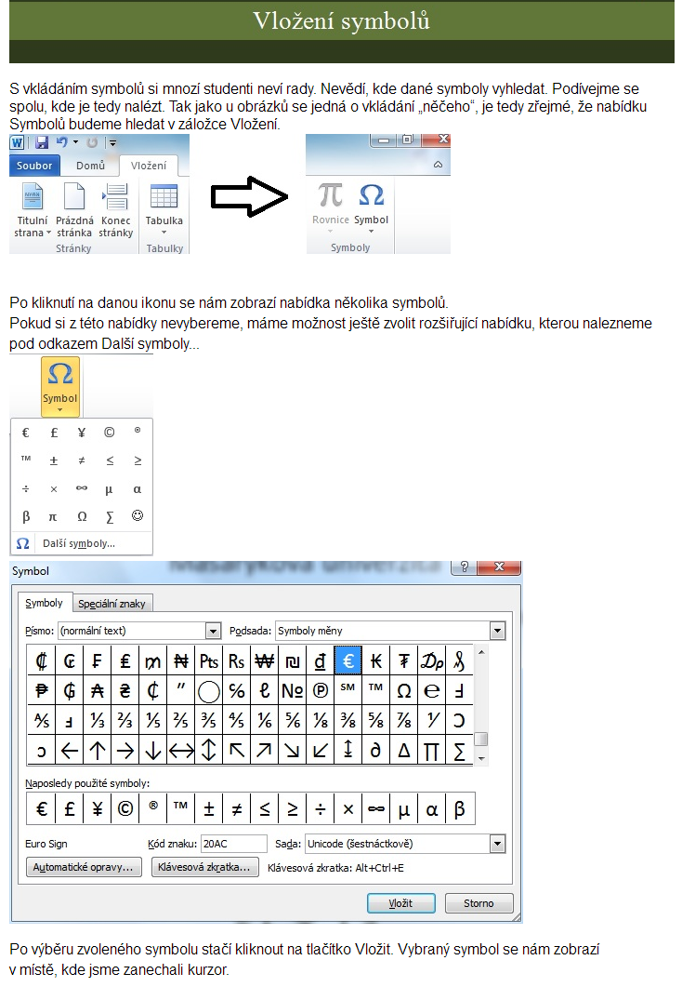 Vložení symbolů
S vkládáním symbolů si mnozí studenti neví rady. Nevědí, kde dané symboly vyhledat. Podívejme se
spolu, kde je tedy nalézt. Tak jako u obrázků se jedná o vkládání „něčeho“, je tedy zřejmé, že nabídku
Symbolů budeme hledat v záložce Vložení.
Soubor Domů Vložení
Titulní strana Prázdná stránka Konec stránky Tabulka
Stránky Tabulky
π Ω
Rovnice Symbol
Symboly
Po kliknutí na danou ikonu se nám zobrazí nabídka několika symbolů.
Pokud si z této nabídky nevybereme, máme možnost ještě zvolit rozšiřující nabídku, kterou nalezneme
pod odkazem Další symboly...
Ω
Symbol
€ £ ¥ © ®
™ ± ≠ ≤ ≥
÷ × ∞ µ α
β π Ω ∑ ☺
Ω Další symboly...
Symbol
Symboly Speciální znaky
Písmo: (normální text) Podsada: Symboly měny
₡ ₢ ₣ ₤ ₥ ₦ ₧ ₨ ₩ ₪ ₫ € ₭ ₮ ₯ ₰
₱ ₲ ₳ ₴ ₵ ″ ◯ ℅ ℓ № ℗ ℠ ™ Ω ℮ Ⅎ
⅍ ⅎ ⅓ ⅔ ⅕ ⅖ ⅗ ⅘ ⅙ ⅚ ⅛ ⅜ ⅝ ⅞ ⅟ Ↄ
ↄ ← ↑ → ↓ ↔ ↕ ↖ ↗ ↘ ↙ ↨ ∂ ∆ ∏ ∑
Naposledy použité symboly:
€ £ ¥ © ® ™ ± ≠ ≤ ≥ ÷ × ∞ µ α β
Euro Sign Kód znaku: 20AC Sada: Unicode (šestnáctkově)
Automatické opravy... Klávesová zkratka... Klávesová zkratka: Alt+Ctrl+E
Vložit Storno
Po výběru zvoleného symbolu stačí kliknout na tlačítko Vložit. Vybraný symbol se nám zobrazí
v místě, kde jsme zanechali kurzor.